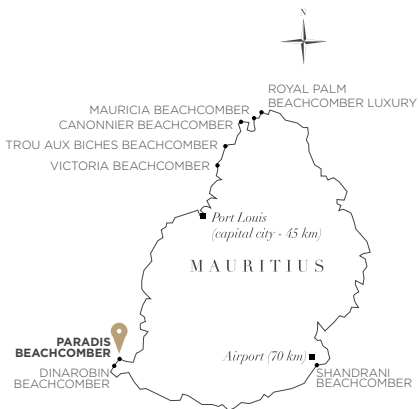 ROYAL PALM
BEACHCOMBER LUXURY
MAURICIA BEACHCOMBER
CANONNIER BEACHCOMBER
TROU AUX BICHES BEACHCOMBER
VICTORIA BEACHCOMBER
Port Louis
(capital city - 45 km)
MAURITIUS
PARADIS
BEACHCOMBER
Airport (70 km)
DINAROBIN
BEACHCOMBER
SHANDRANI
BEACHCOMBER